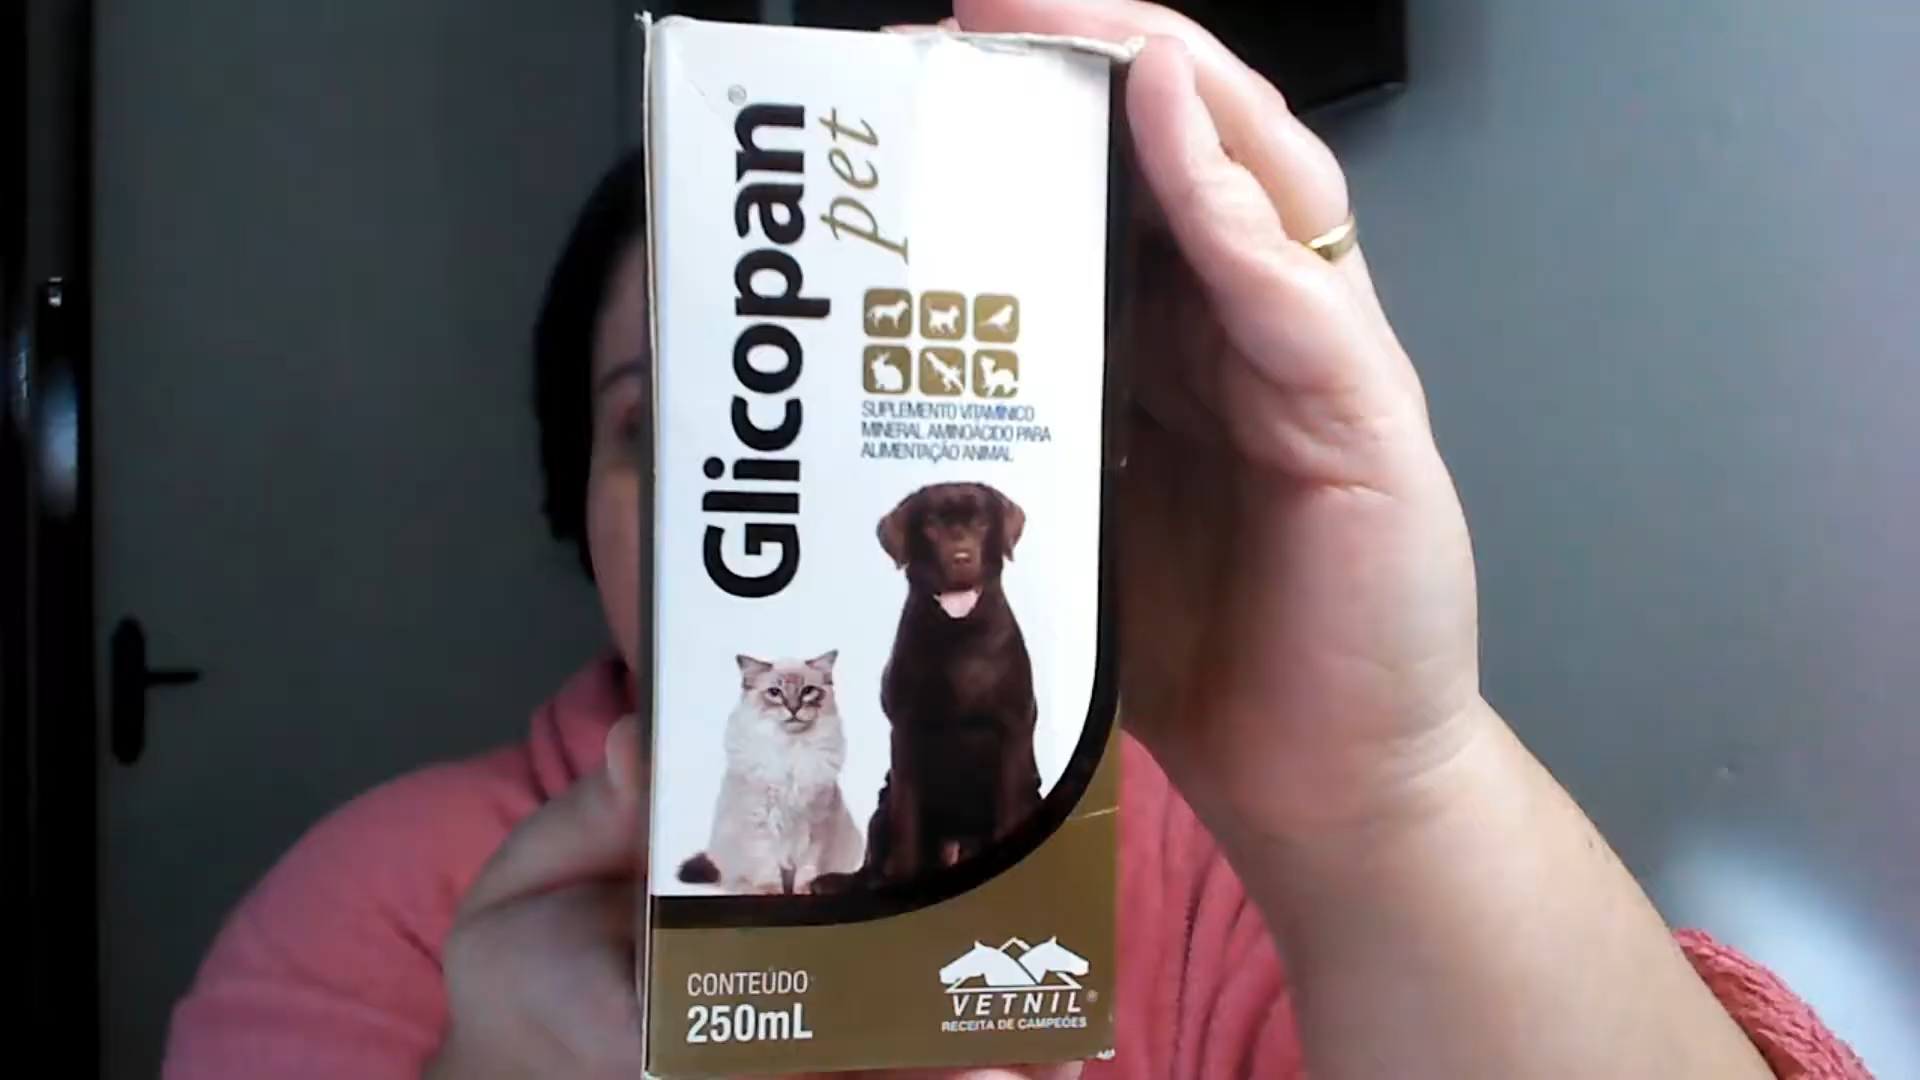 Glicopan®
pet
SUPLEMENTO VITAMÍNICO
MINERAL AMINOÁCIDO PARA
ALIMENTAÇÃO ANIMAL
CONTEÚDO
250mL
VETNIL®
RECEITA DE CAMPEÕES